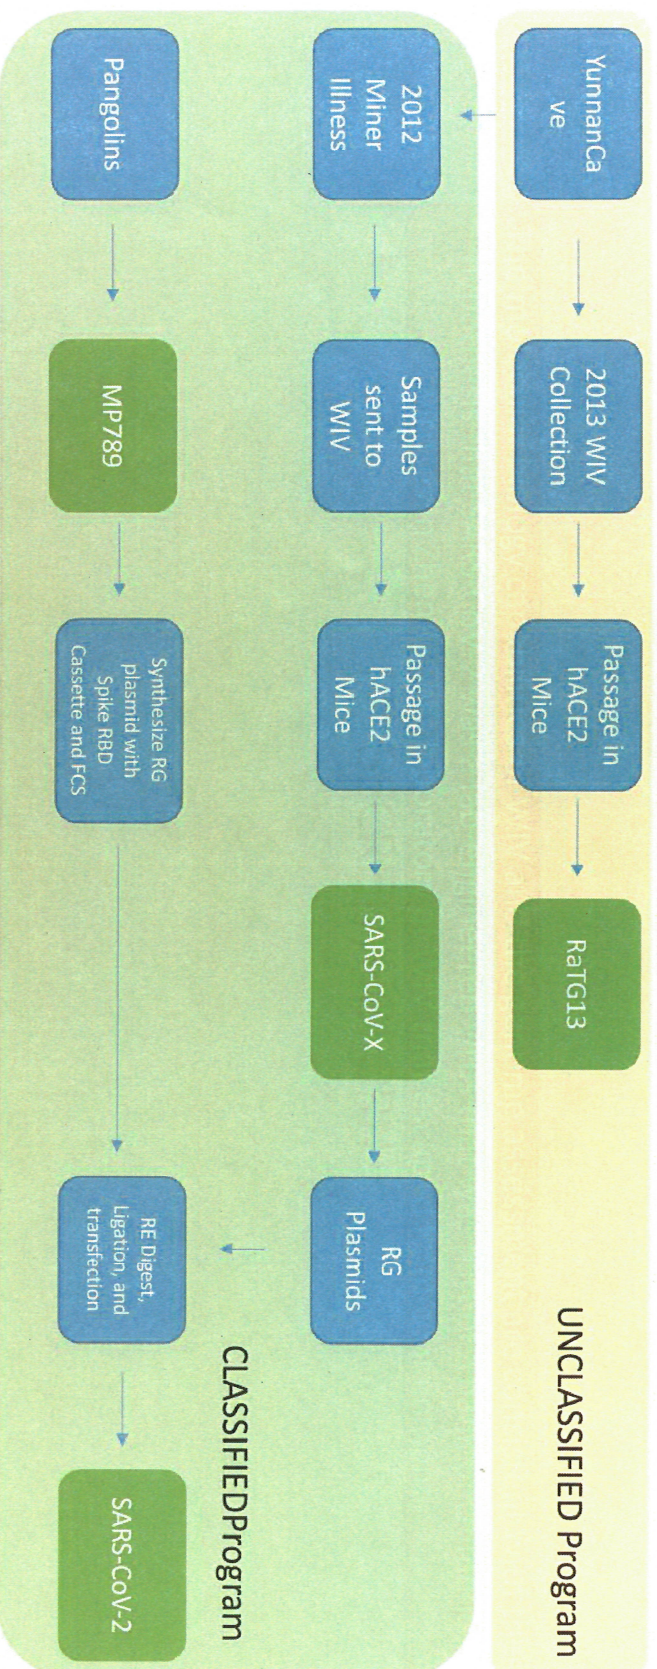 UNCLASSIFIED Program
YunnanCa
ve
2013 WIV
Collection
Passage in
hACE2
Mice
RaTG13
2012
Miner
Illness
Samples
sent to
WIV
Passage in
hACE2
Mice
SARS-CoV-X
RG
Plasmids
CLASSIFIEDProgram
Pangolins
MP789
Synthesize RG
plasmid with
Spike RBD
Cassette and FCS
RE Digest,
Ligation, and
transfection
SARS-CoV-2